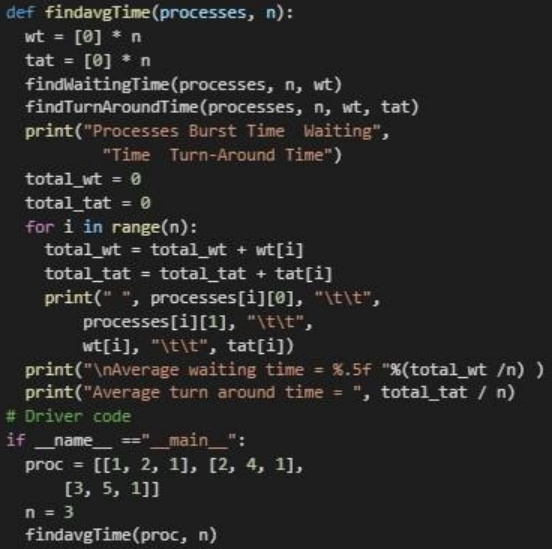 def findavgTime(processes, n):
  wt = [0] * n
  tat = [0] * n
  findWaitingTime(processes, n, wt)
  findTurnAroundTime(processes, n, wt, tat)
  print("Processes Burst Time  Waiting",
          "Time  Turn-Around Time")
  total_wt = 0
  total_tat = 0
  for i in range(n):
    total_wt = total_wt + wt[i]
    total_tat = total_tat + tat[i]
    print(" ", processes[i][0], "\t\t",
        processes[i][1], "\t\t",
        wt[i], "\t\t", tat[i])
  print("\nAverage waiting time = %.5f "%(total_wt /n) )
  print("Average turn around time = ", total_tat / n)
# Driver code
if __name__ =="__main__":
  proc = [[1, 2, 1], [2, 4, 1],
      [3, 5, 1]]
  n = 3
  findavgTime(proc, n)